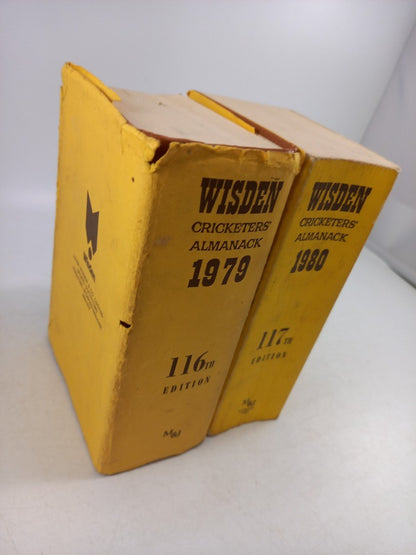 WISDEN
CRICKETERS'
ALMANACK
1979
116TH
EDITION
M&J
WISDEN
CRICKETERS'
ALMANACK
1980
117TH
EDITION
M&J